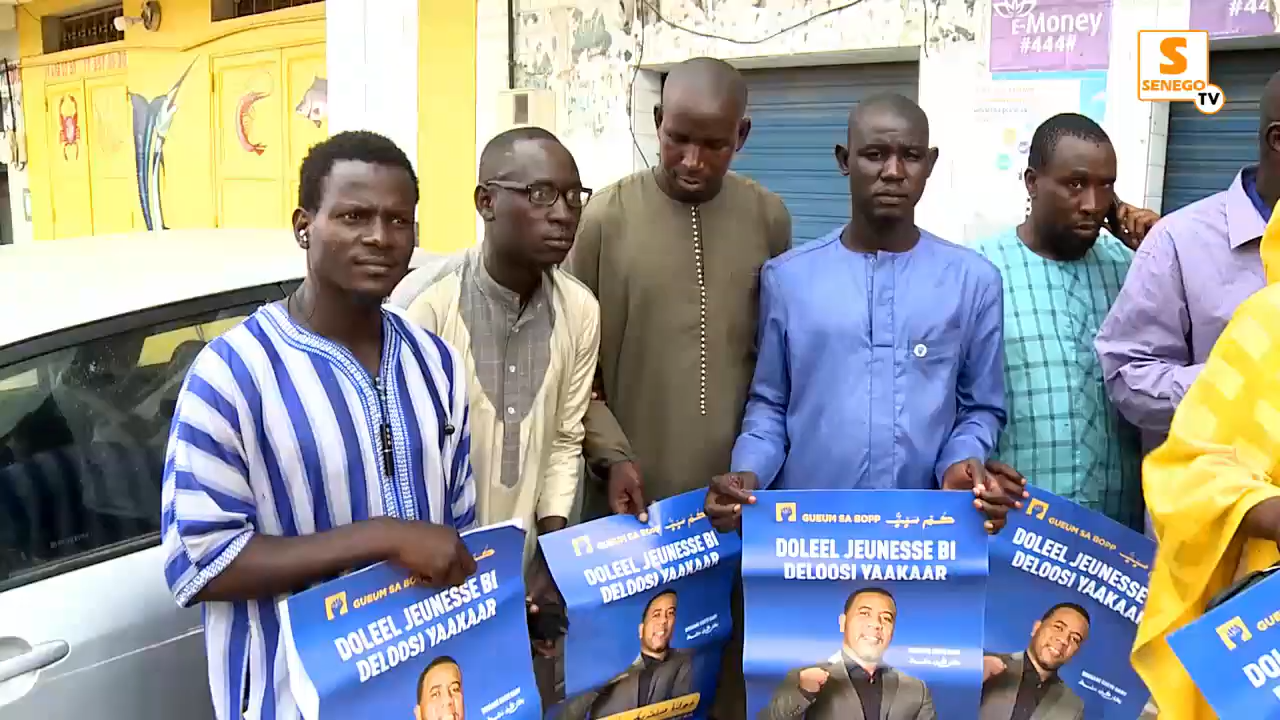 E-Money
#444#
#44
S
SENEGO
TV
GUEUM SA BOPP
DOLEEL JEUNESSE BI
DELOOSI YAAKAAR
GUEUM SA BOPP
DOLEEL JEUNESSE BI
DELOOSI YAAKAAR
GUEUM SA BOPP
DOLEEL JEUNESSE BI
DELOOSI YAAKAAR
GUEUM SA BOPP
DOLEEL JEUNESSE BI
DELOOSI YAAKAAR